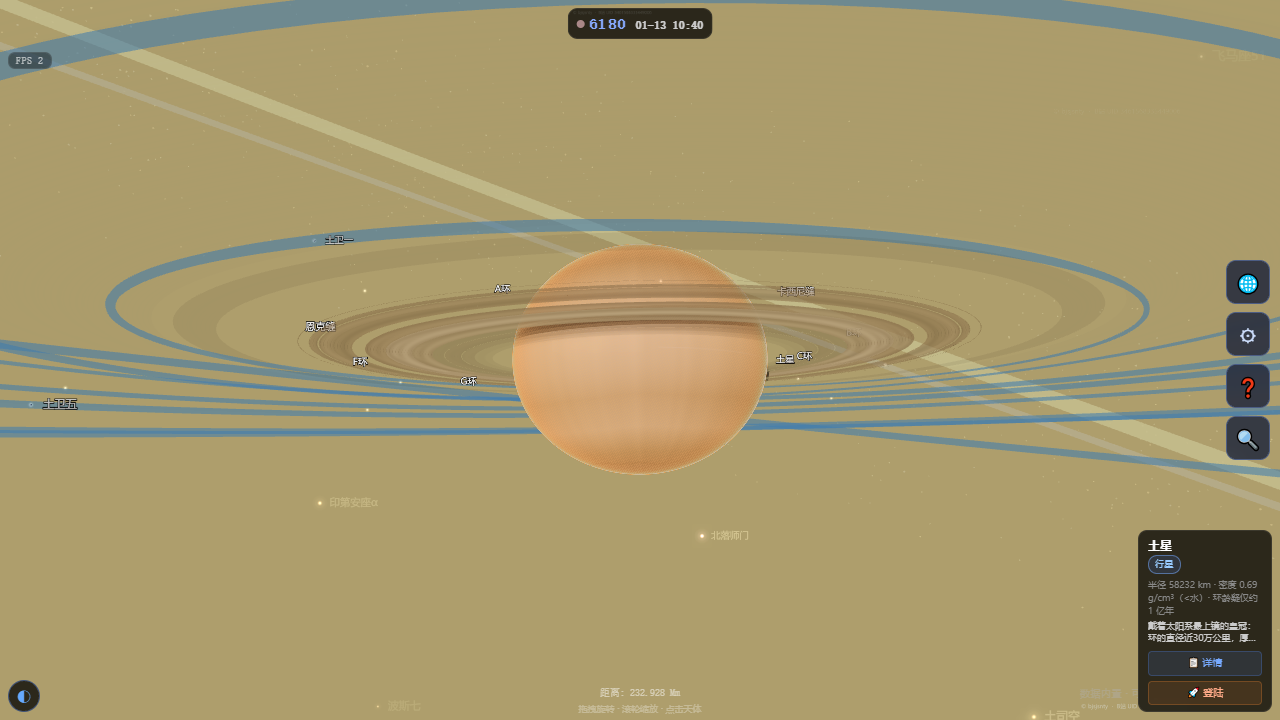 6180 01-13 10:40
FPS 2
土卫一
A环
卡西尼缝
恩克缝
F环
土星 C环
G环
土卫五
印第安座α
北落师门
土星
行星
半径 58232 km · 密度 0.69
g/cm³（<水）· 环龄疑仅约
1 亿年
戴着太阳系最上镜的皇冠：
环的直径近30万公里，厚…
📋 详情
🚀 登陆
距离: 232.928 Mm
拖拽旋转 · 滚轮缩放 · 点击天体
土司空